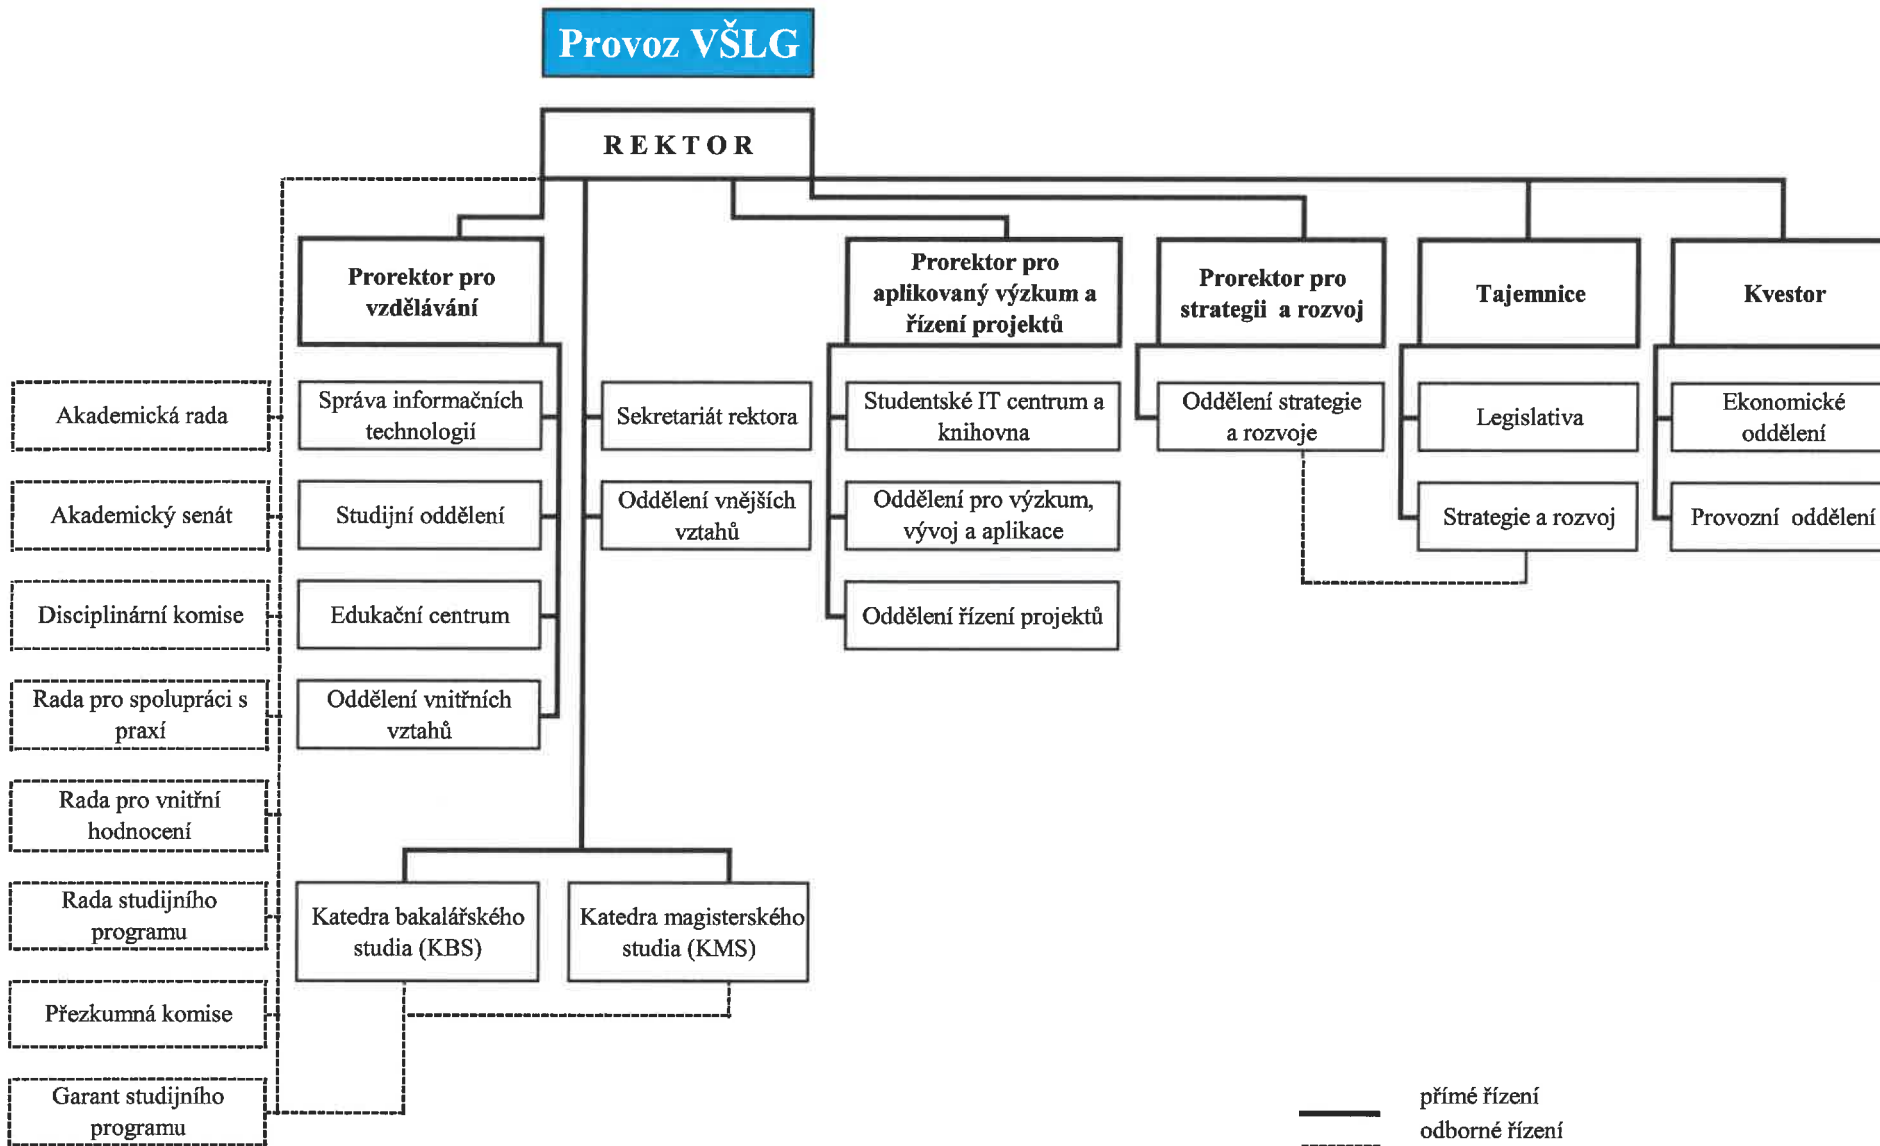 Provoz VŠLG
REKTOR
Prorektor pro
vzdělávání
Prorektor pro
aplikovaný výzkum a
řízení projektů
Prorektor pro
strategii a rozvoj
Tajemnice
Kvestor
Akademická rada
Správa informačních
technologií
Sekretariát rektora
Studentské IT centrum a
knihovna
Oddělení strategie
a rozvoje
Legislativa
Ekonomické
oddělení
Akademický senát
Studijní oddělení
Oddělení vnějších
vztahů
Oddělení pro výzkum,
vývoj a aplikace
Strategie a rozvoj
Provozní oddělení
Disciplinární komise
Edukační centrum
Oddělení řízení projektů
Rada pro spolupráci s
praxí
Oddělení vnitřních
vztahů
Rada pro vnitřní
hodnocení
Rada studijního
programu
Katedra bakalářského
studia (KBS)
Katedra magisterského
studia (KMS)
Přezkumná komise
Garant studijního
programu
přímé řízení
odborné řízení